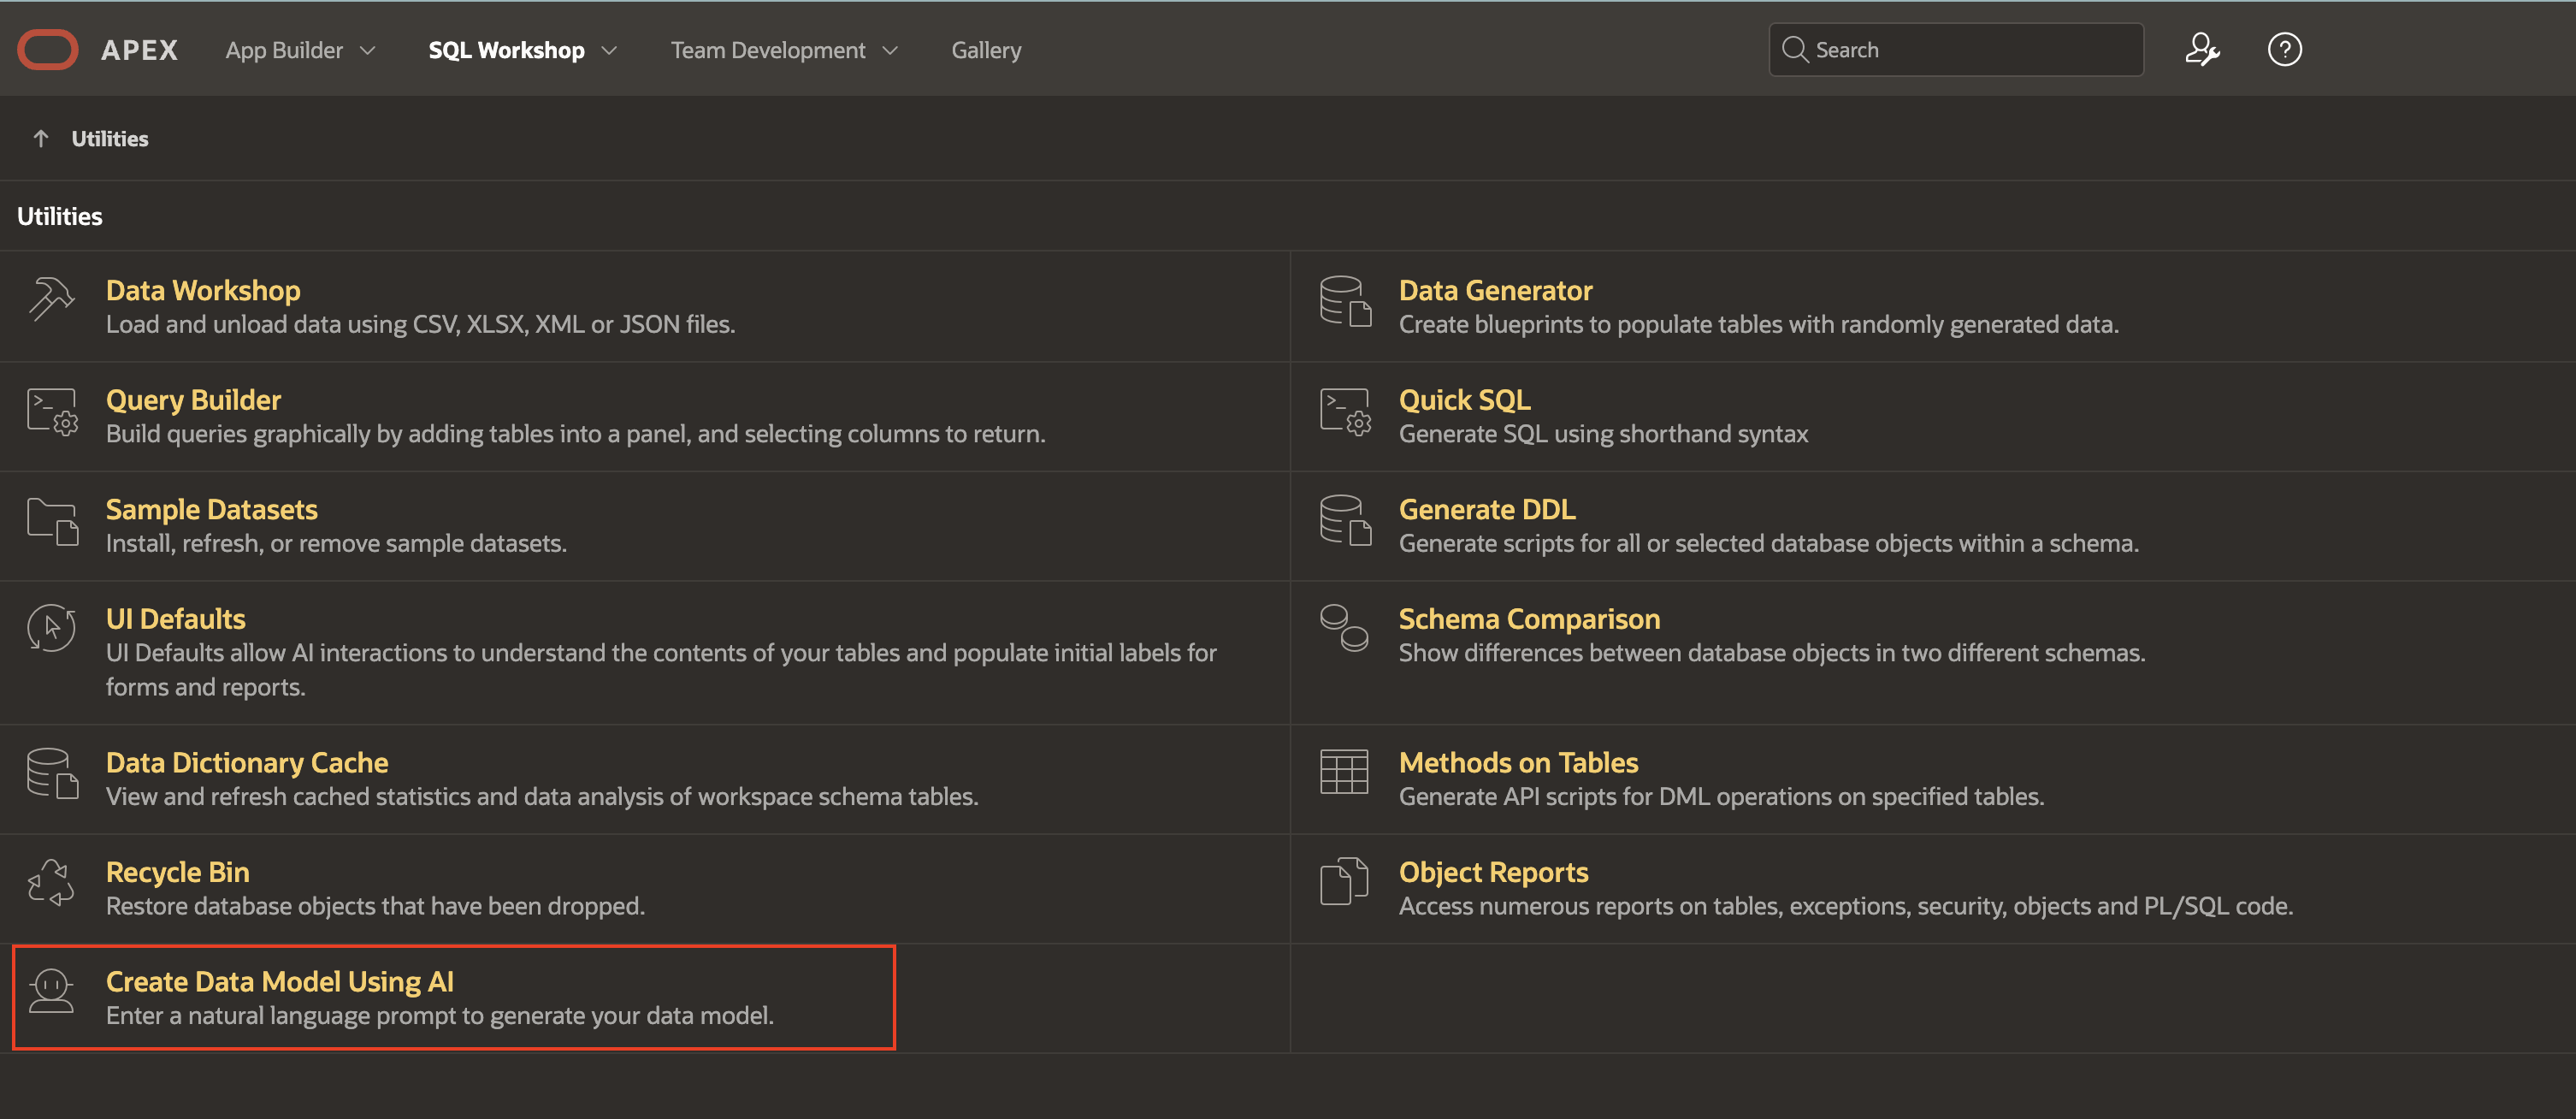 APEX App Builder SQL Workshop Team Development Gallery Search
Utilities
Utilities
Data Workshop
Load and unload data using CSV, XLSX, XML or JSON files.
Data Generator
Create blueprints to populate tables with randomly generated data.
Query Builder
Build queries graphically by adding tables into a panel, and selecting columns to return.
Quick SQL
Generate SQL using shorthand syntax
Sample Datasets
Install, refresh, or remove sample datasets.
Generate DDL
Generate scripts for all or selected database objects within a schema.
UI Defaults
UI Defaults allow AI interactions to understand the contents of your tables and populate initial labels for
forms and reports.
Schema Comparison
Show differences between database objects in two different schemas.
Data Dictionary Cache
View and refresh cached statistics and data analysis of workspace schema tables.
Methods on Tables
Generate API scripts for DML operations on specified tables.
Recycle Bin
Restore database objects that have been dropped.
Object Reports
Access numerous reports on tables, exceptions, security, objects and PL/SQL code.
Create Data Model Using AI
Enter a natural language prompt to generate your data model.